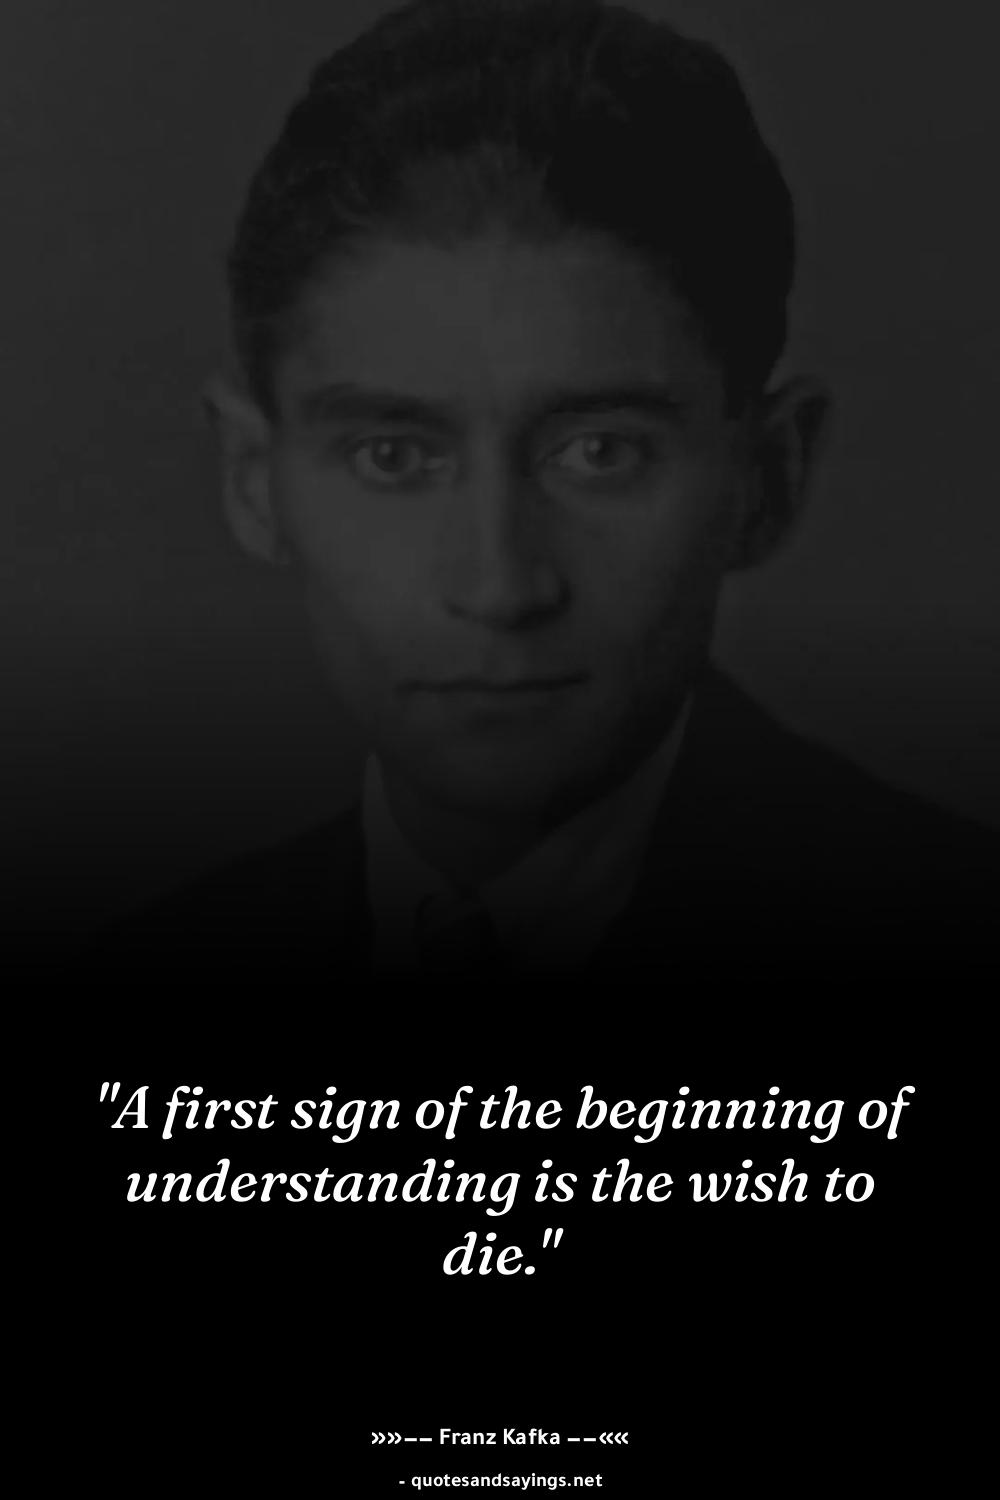 "A first sign of the beginning of
understanding is the wish to
die."
»»–– Franz Kafka ––««
- quotesandsayings.net